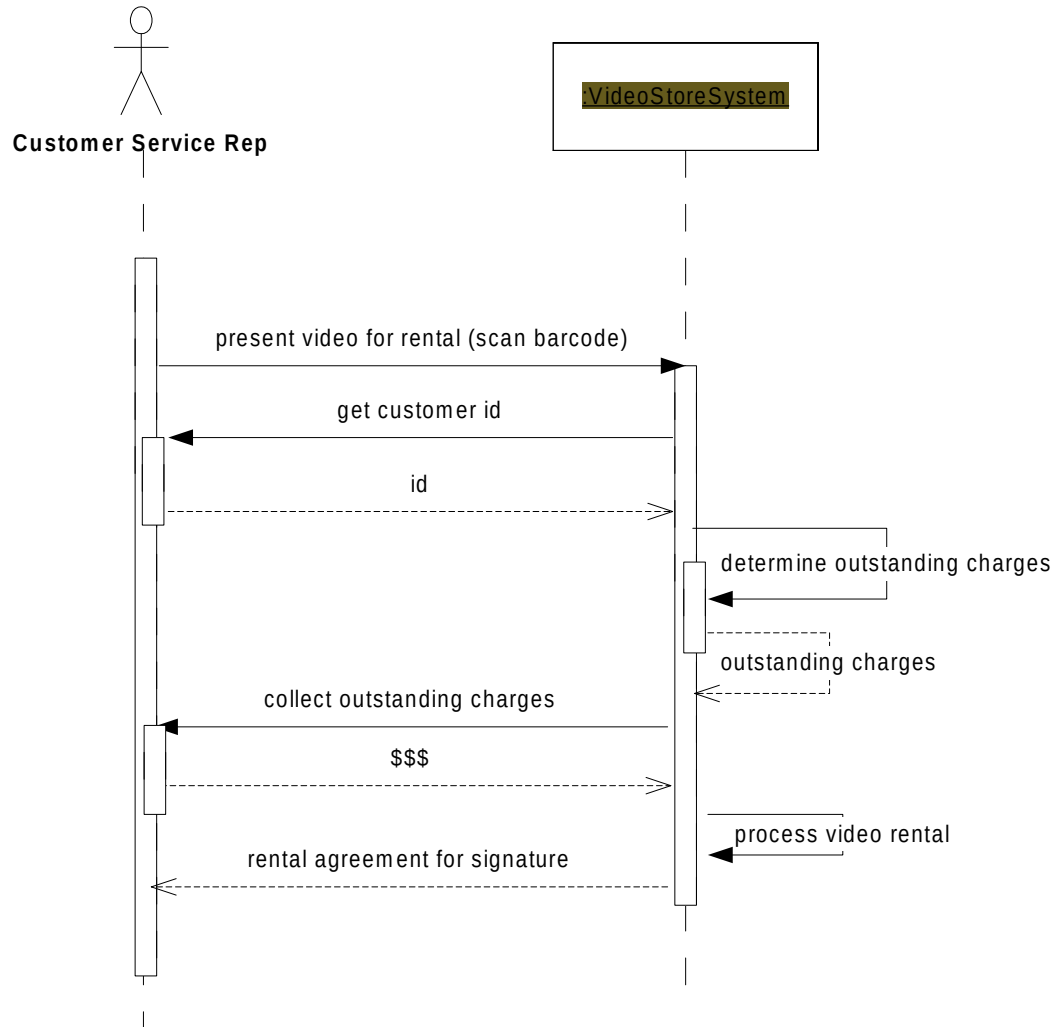 :VideoStoreSystem
Customer Service Rep
present video for rental (scan barcode)
get customer id
id
determine outstanding charges
outstanding charges
collect outstanding charges
$$$
process video rental
rental agreement for signature